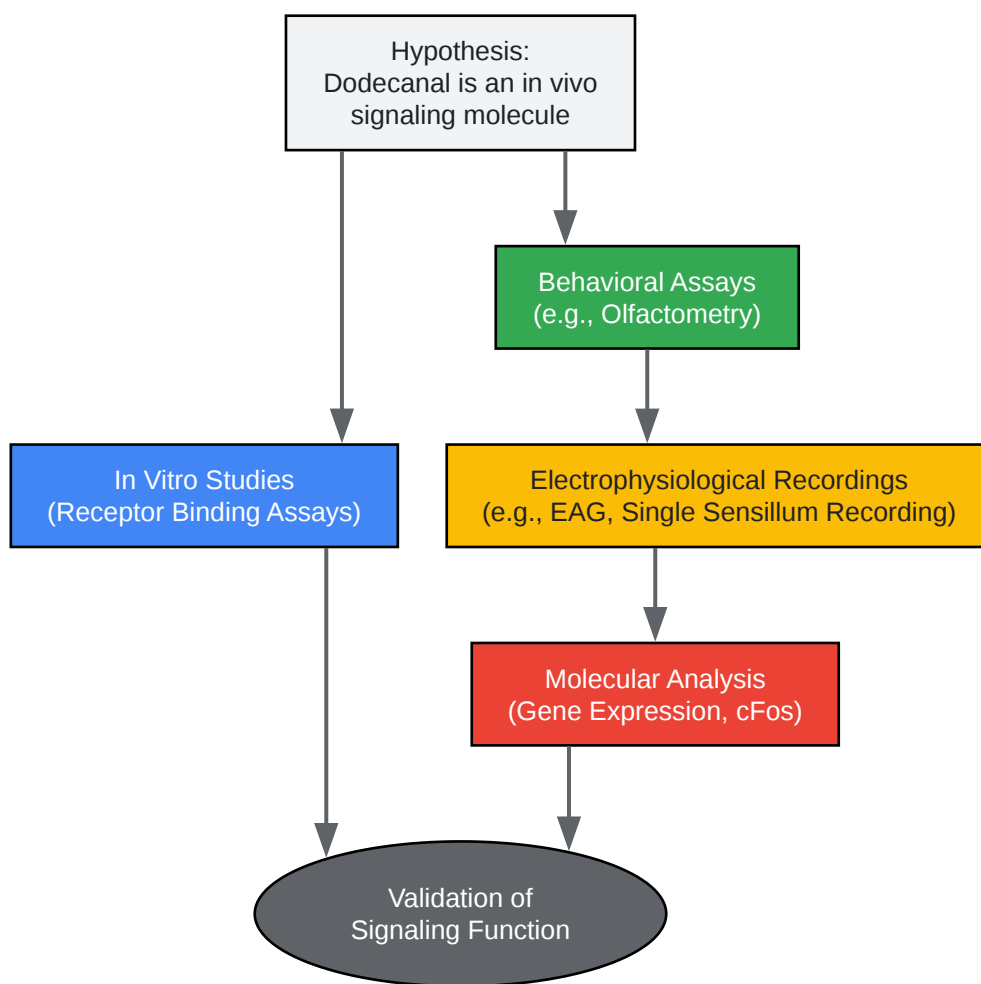 Hypothesis:
Dodecanal is an in vivo
signaling molecule
Behavioral Assays
(e.g., Olfactometry)
In Vitro Studies
(Receptor Binding Assays)
Electrophysiological Recordings
(e.g., EAG, Single Sensillum Recording)
Molecular Analysis
(Gene Expression, cFos)
Validation of
Signaling Function